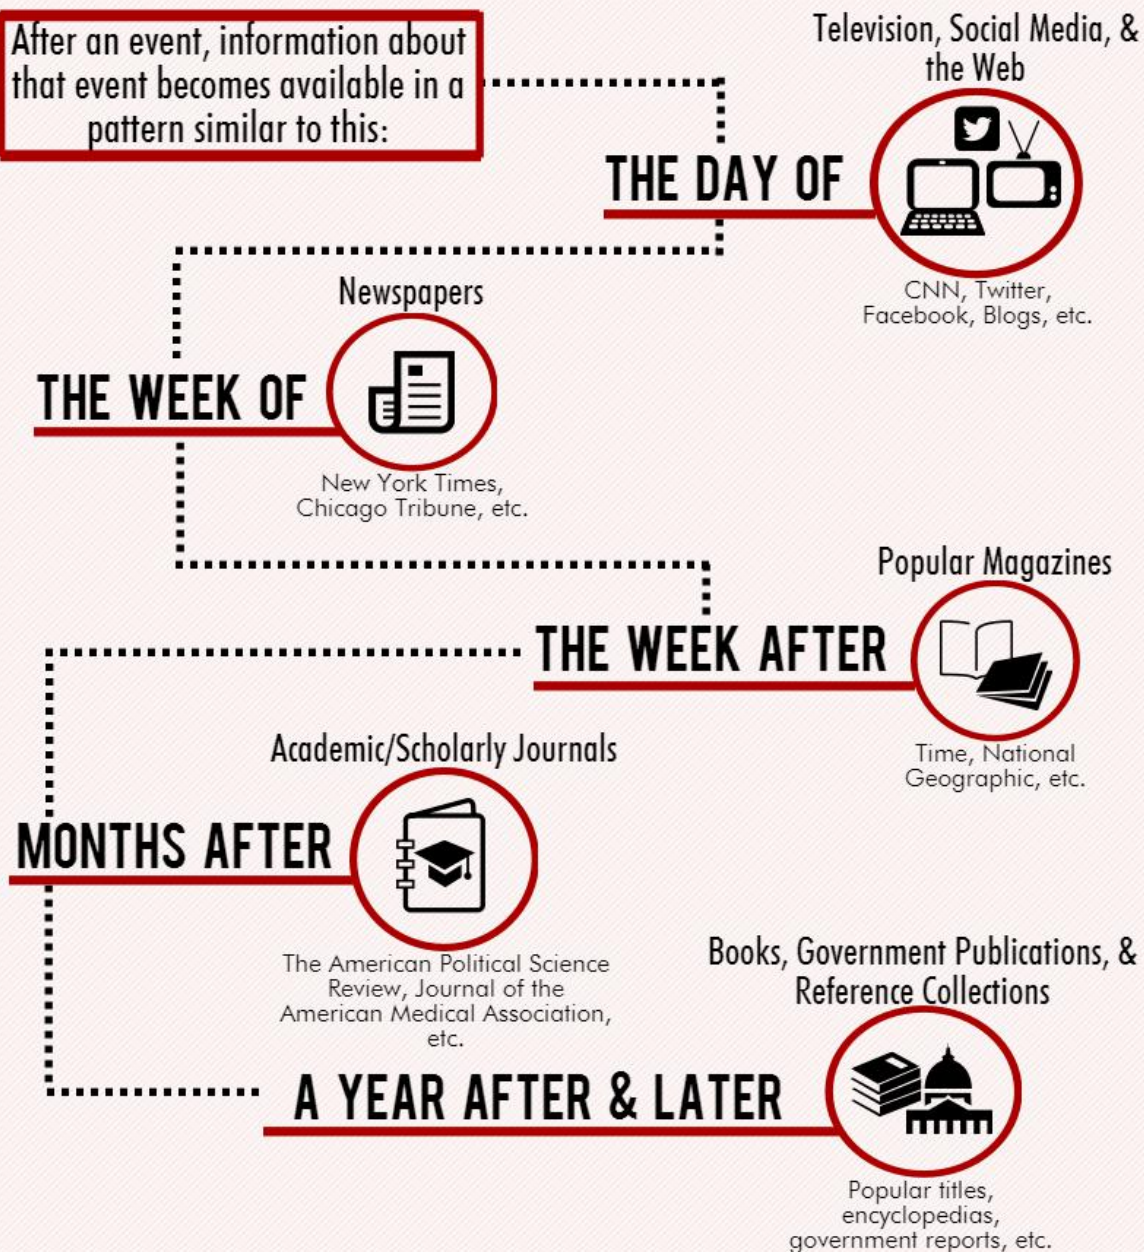 After an event, information about
that event becomes available in a
pattern similar to this:
Television, Social Media, &
the Web
THE DAY OF
CNN, Twitter,
Facebook, Blogs, etc.
Newspapers
THE WEEK OF
New York Times,
Chicago Tribune, etc.
Popular Magazines
THE WEEK AFTER
Time, National
Geographic, etc.
Academic/Scholarly Journals
MONTHS AFTER
The American Political Science
Review, Journal of the
American Medical Association,
etc.
Books, Government Publications, &
Reference Collections
A YEAR AFTER & LATER
Popular titles,
encyclopedias,
government reports, etc.